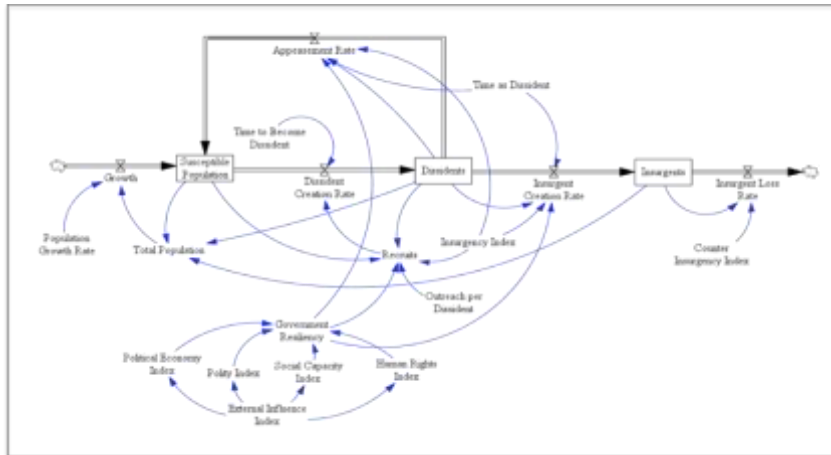 Appeasement Rate
Time as Dissident
Time to Become
Dissident
Susceptible
Population
Dissidents
Insurgents
Growth
Dissident
Creation Rate
Insurgent
Creation Rate
Insurgent Loss
Rate
Population
Growth Rate
Total Population
Insurgency Index
Recruits
Counter
Insurgency Index
Outreach per
Dissident
Government
Resiliency
Political Economy
Index
Polity Index
Social Capacity
Index
Human Rights
Index
External Influence
Index